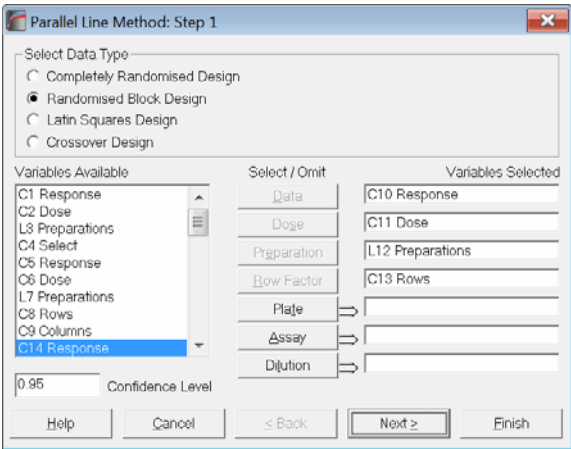 Parallel Line Method: Step 1
Select Data Type
Completely Randomised Design
Randomised Block Design
Latin Squares Design
Crossover Design
Variables Available
Select / Omit
Variables Selected
C1 Response
C2 Dose
L3 Preparations
C4 Select
C5 Response
C6 Dose
L7 Preparations
C8 Rows
C9 Columns
C14 Response
Data
C10 Response
Dose
C11 Dose
Preparation
L12 Preparations
Row Factor
C13 Rows
Plate
Assay
Dilution
0.95 Confidence Level
Help
Cancel
< Back
Next >
Finish